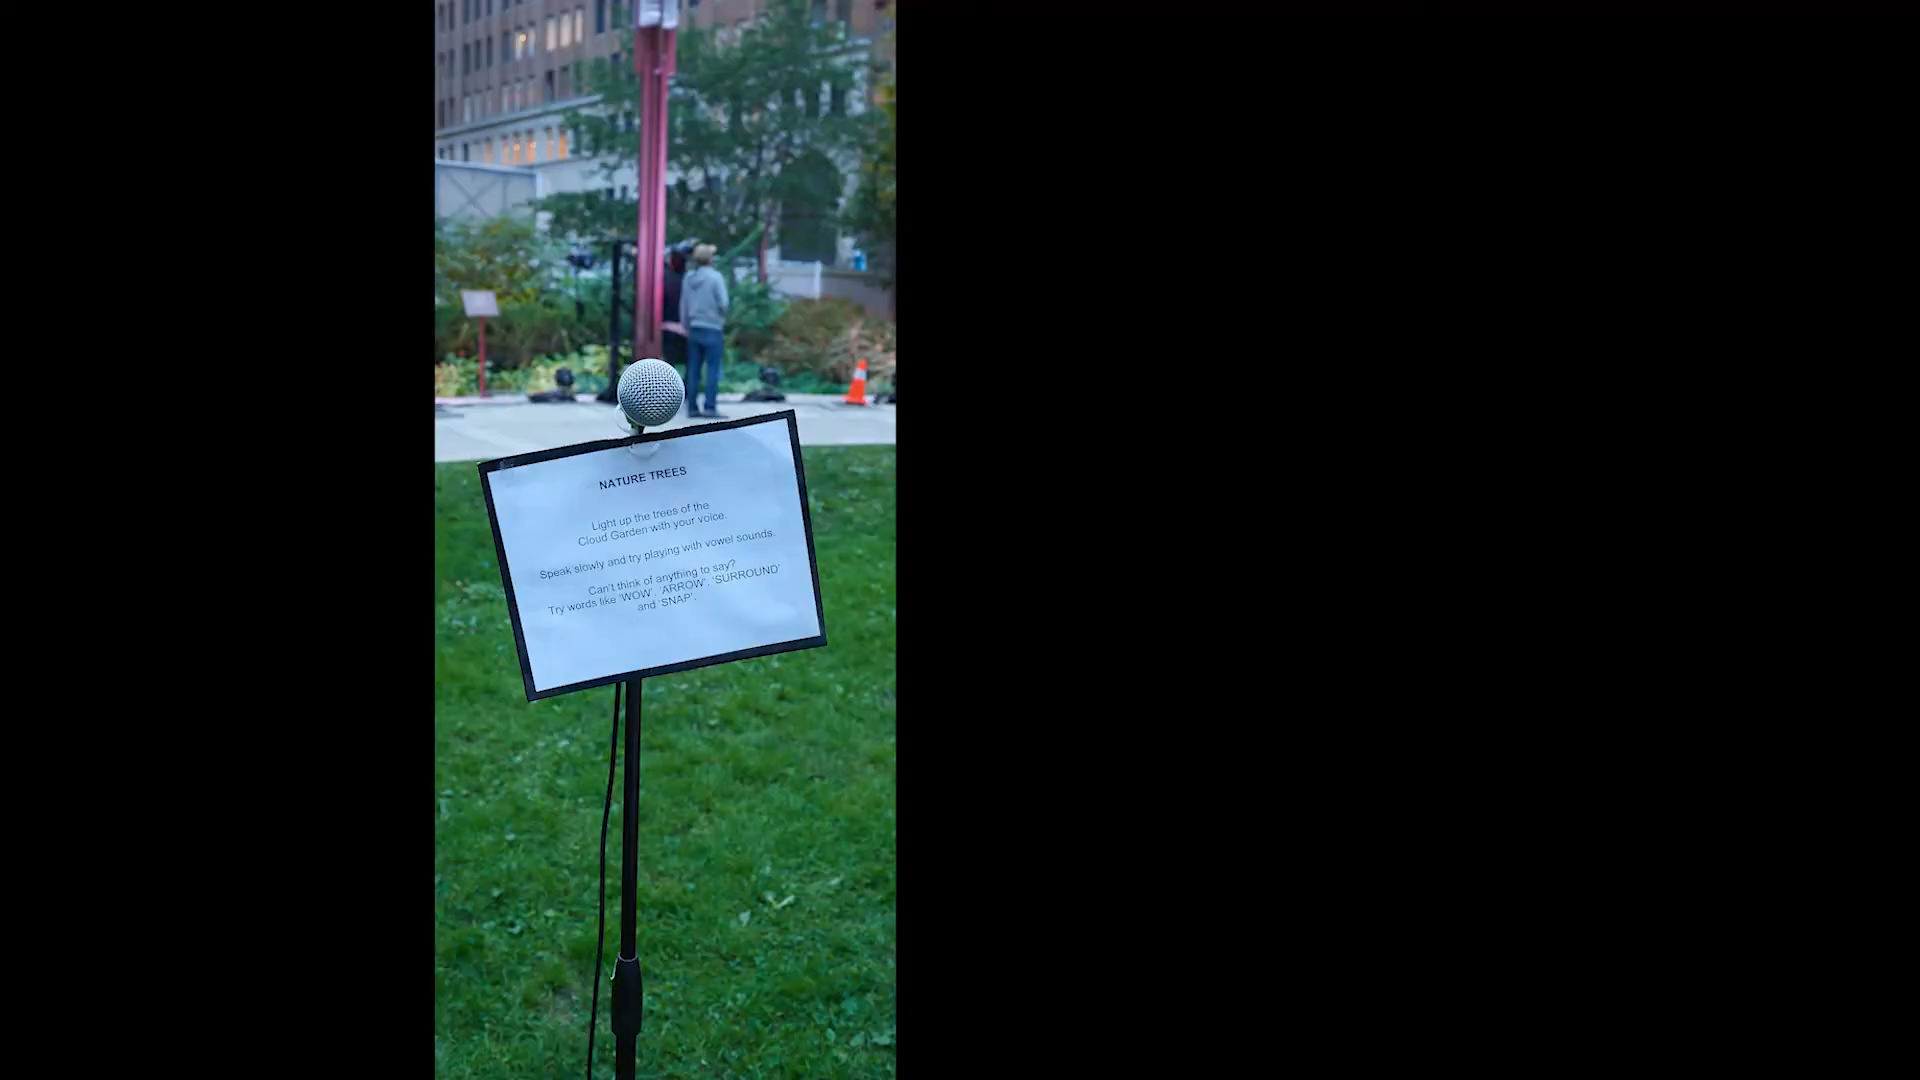 NATURE TREES
Light up the trees of the
Cloud Garden with your voice.
Speak slowly and try playing with vowel sounds.
Can't think of anything to say?
Try words like 'WOW', 'ARROW', 'SURROUND'
and 'SNAP'.